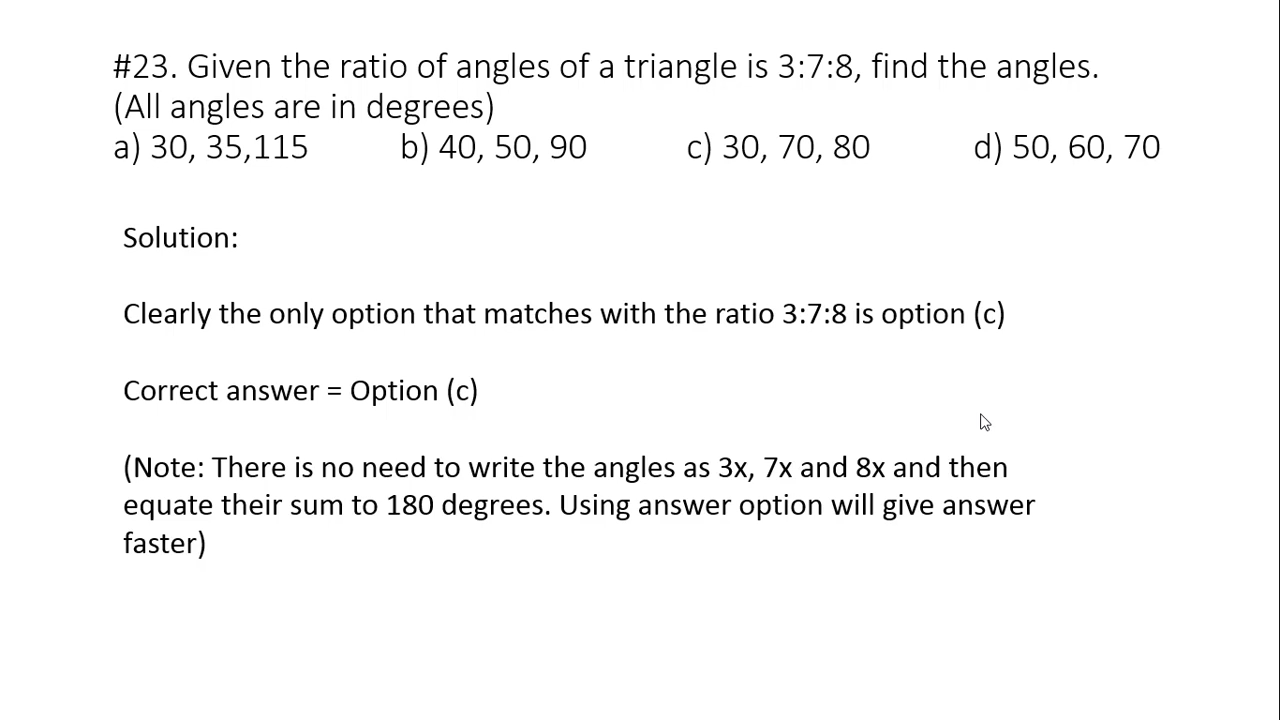 #23. Given the ratio of angles of a triangle is 3:7:8, find the angles.
(All angles are in degrees)
a) 30, 35,115 b) 40, 50, 90 c) 30, 70, 80 d) 50, 60, 70
Solution:
Clearly the only option that matches with the ratio 3:7:8 is option (c)
Correct answer = Option (c)
(Note: There is no need to write the angles as 3x, 7x and 8x and then
equate their sum to 180 degrees. Using answer option will give answer
faster)